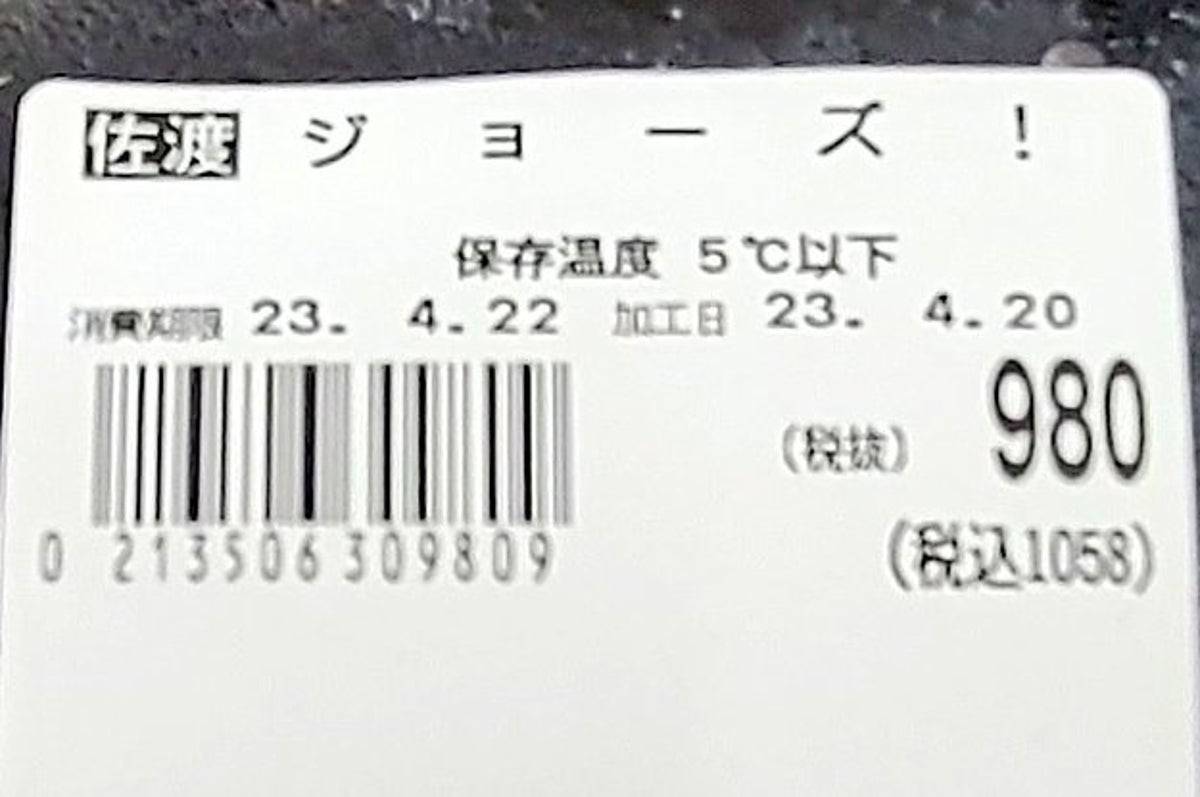 佐渡 ジョーズ!
保存温度 5℃以下
消費期限 23. 4.22 加工日 23. 4.20
(税抜) 980
(税込1058)
0 213506 309809